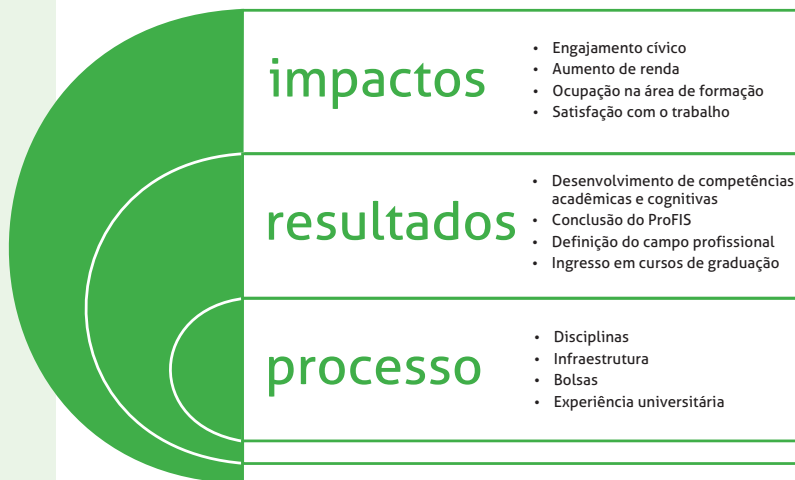 impactos
• Engajamento cívico
• Aumento de renda
• Ocupação na área de formação
• Satisfação com o trabalho
resultados
• Desenvolvimento de competências
acadêmicas e cognitivas
• Conclusão do ProFIS
• Definição do campo profissional
• Ingresso em cursos de graduação
processo
• Disciplinas
• Infraestrutura
• Bolsas
• Experiência universitária